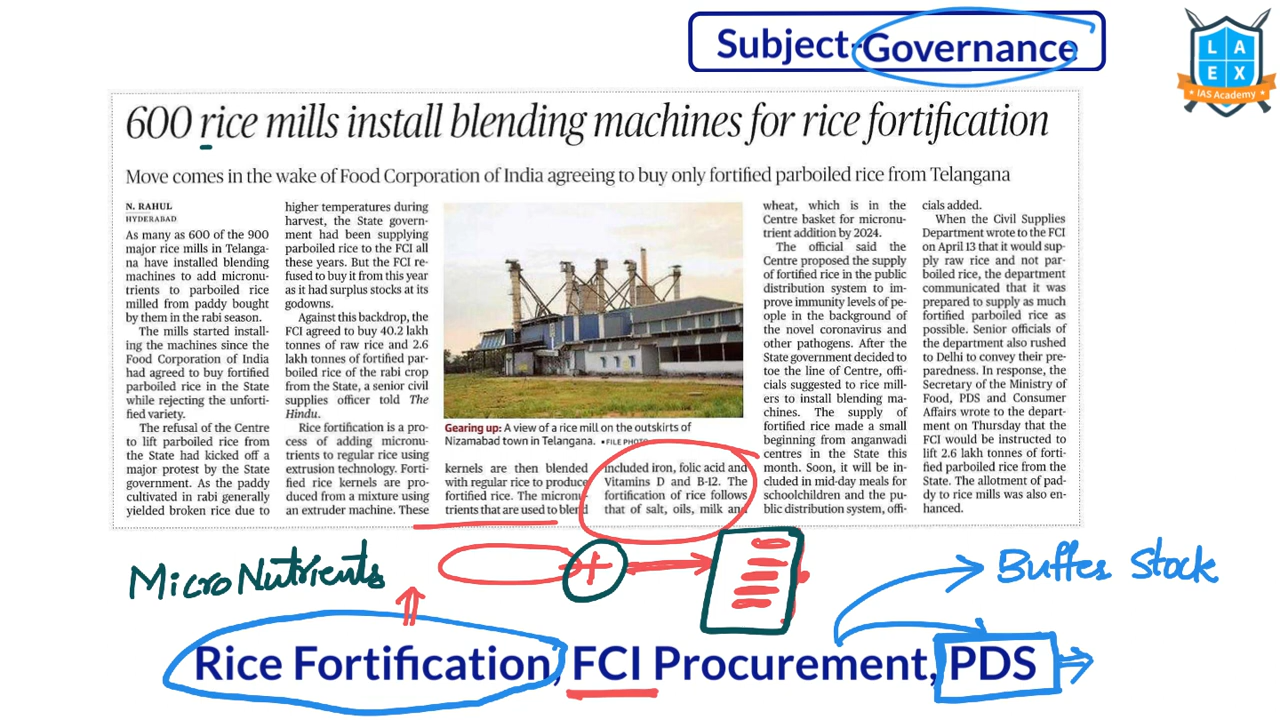 Subject-Governance
L A
E X
IAS Academy
600 rice mills install blending machines for rice fortification
Move comes in the wake of Food Corporation of India agreeing to buy only fortified parboiled rice from Telangana
N. RAHUL
HYDERABAD
As many as 600 of the 900
major rice mills in Telanga-
na have installed blending
machines to add micronu-
trients to parboiled rice
milled from paddy bought
by them in the rabi season.
The mills started install-
ing the machines since the
Food Corporation of India
had agreed to buy fortified
parboiled rice in the State
while rejecting the unforti-
fied variety.
The refusal of the Centre
to lift parboiled rice from
the State had kicked off a
major protest by the State
government. As the paddy
cultivated in rabi generally
yielded broken rice due to
higher temperatures during
harvest, the State govern-
ment had been supplying
parboiled rice to the FCI all
these years. But the FCI re-
fused to buy it from this year
as it had surplus stocks at its
godowns.
Against this backdrop, the
FCI agreed to buy 40.2 lakh
tonnes of raw rice and 2.6
lakh tonnes of fortified par-
boiled rice of the rabi crop
from the State, a senior civil
supplies officer told The
Hindu.
Rice fortification is a pro-
cess of adding micronu-
trients to regular rice using
extrusion technology. Forti-
fied rice kernels are pro-
duced from a mixture using
an extruder machine. These
Gearing up: A view of a rice mill on the outskirts of
Nizamabad town in Telangana. • FILE PHOTO
kernels are then blended
with regular rice to produce
fortified rice. The micronu-
trients that are used to blend
included iron, folic acid and
Vitamins D and B-12. The
fortification of rice follows
that of salt, oils, milk and
wheat, which is in the
Centre basket for micronu-
trient addition by 2024.
The official said the
Centre proposed the supply
of fortified rice in the public
distribution system to im-
prove immunity levels of pe-
ople in the background of
the novel coronavirus and
other pathogens. After the
State government decided to
toe the line of Centre, offi-
cials suggested to rice mill-
ers to install blending ma-
chines. The supply of
fortified rice made a small
beginning from anganwadi
centres in the State this
month. Soon, it will be in-
cluded in mid-day meals for
schoolchildren and the pu-
blic distribution system, offi-
cials added.
When the Civil Supplies
Department wrote to the FCI
on April 13 that it would sup-
ply raw rice and not par-
boiled rice, the department
communicated that it was
prepared to supply as much
fortified parboiled rice as
possible. Senior officials of
the department also rushed
to Delhi to convey their pre-
paredness. In response, the
Secretary of the Ministry of
Food, PDS and Consumer
Affairs wrote to the depart-
ment on Thursday that the
FCI would be instructed to
lift 2.6 lakh tonnes of forti-
fied parboiled rice from the
State. The allotment of pad-
dy to rice mills was also en-
hanced.
Micro Nutrients
+
Buffer Stock
Rice Fortification, FCI Procurement, PDS